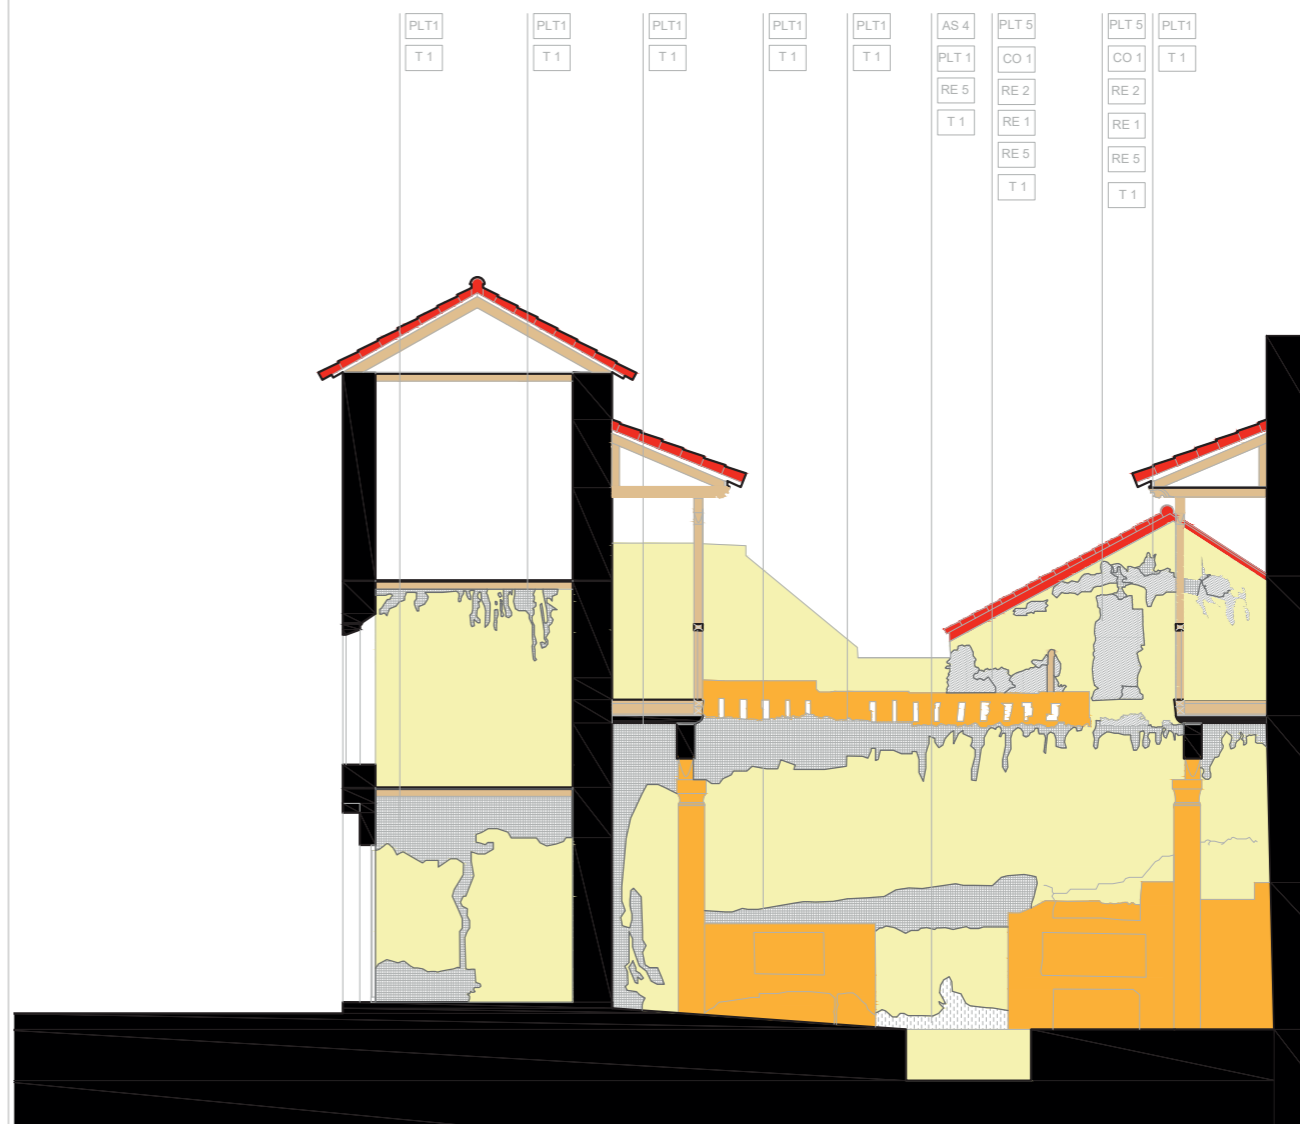 PLT1 PLT1 PLT1 PLT1 PLT1 AS 4 PLT 5 PLT 5 PLT1
T 1 T 1 T 1 T 1 T 1 PLT 1 CO 1 CO 1 T 1
RE 5 RE 2 RE 2
T 1 RE 1 RE 1
RE 5 RE 5
T 1 T 1